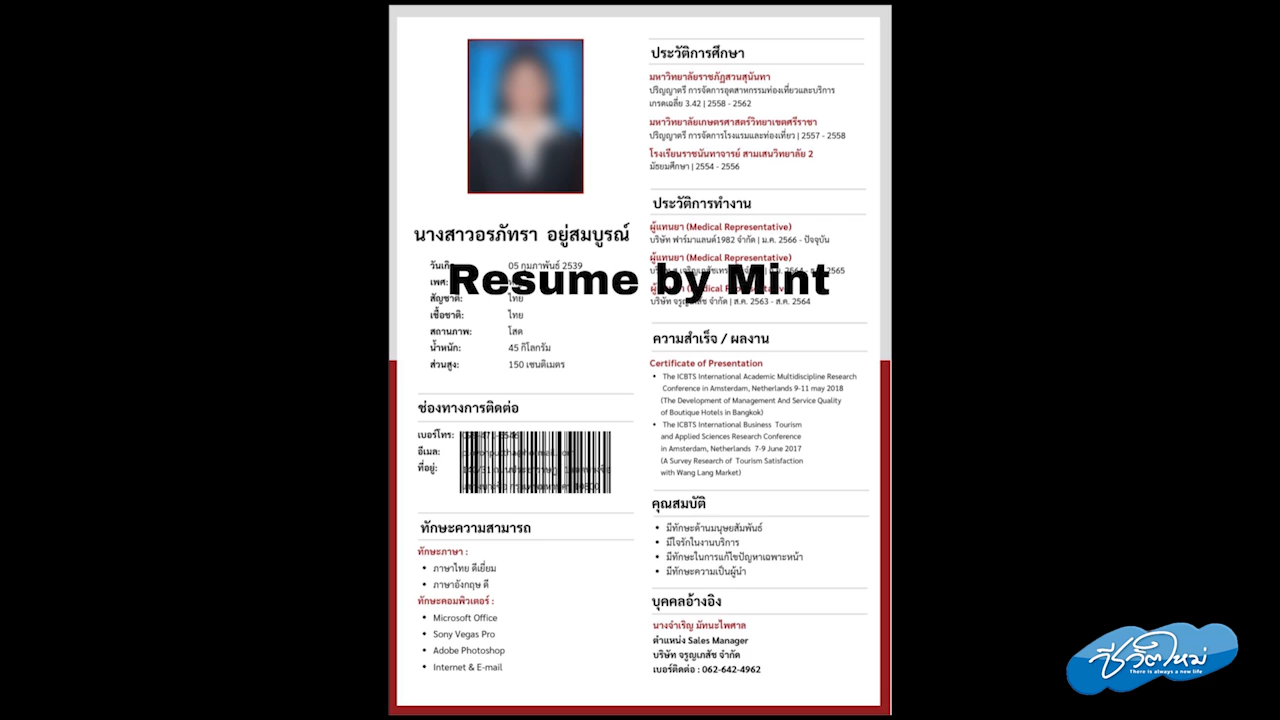 นางสาวอรภัทรา อยู่สมบูรณ์
05 กุมภาพันธ์ 2539
เพศ:
สัญชาติ: ไทย
เชื้อชาติ: ไทย
สถานภาพ: โสด
น้ำหนัก: 45 กิโลกรัม
ส่วนสูง: 150 เซนติเมตร
ช่องทางการติดต่อ
เบอร์โทร:
อีเมล:
ที่อยู่:
ทักษะความสามารถ
ทักษะภาษา :
• ภาษาไทย ดีเยี่ยม
• ภาษาอังกฤษ ดี
ทักษะคอมพิวเตอร์ :
• Microsoft Office
• Sony Vegas Pro
• Adobe Photoshop
• Internet & E-mail
Resume by Mint
ประวัติการศึกษา
มหาวิทยาลัยราชภัฏสวนสุนันทา
ปริญญาตรี การจัดการอุตสาหกรรมท่องเที่ยวและบริการ
เกรดเฉลี่ย 3.42 | 2558 - 2562
มหาวิทยาลัยเกษตรศาสตร์วิทยาเขตศรีราชา
ปริญญาตรี การจัดการโรงแรมและท่องเที่ยว | 2557 - 2558
โรงเรียนราชนันทาจารย์ สามเสนวิทยาลัย 2
มัธยมศึกษา | 2554 - 2556
ประวัติการทำงาน
ผู้แทนยา (Medical Representative)
บริษัท ฟาร์มาแลนด์1982 จำกัด | ม.ค. 2566 - ปัจจุบัน
ผู้แทนยา (Medical Representative)
2565
บริษัท จรูญเภสัช จำกัด | ส.ค. 2563 - ส.ค. 2564
ความสำเร็จ / ผลงาน
Certificate of Presentation
• The ICBTS International Academic Multidiscipline Research
Conference in Amsterdam, Netherlands 9-11 may 2018
(The Development of Management And Service Quality
of Boutique Hotels in Bangkok)
• The ICBTS International Business Tourism
and Applied Sciences Research Conference
in Amsterdam, Netherlands 7-9 June 2017
(A Survey Research of Tourism Satisfaction
with Wang Lang Market)
คุณสมบัติ
• มีทักษะด้านมนุษยสัมพันธ์
• มีใจรักในงานบริการ
• มีทักษะในการแก้ไขปัญหาเฉพาะหน้า
• มีทักษะความเป็นผู้นำ
บุคคลอ้างอิง
นางจำเริญ มัทนะไพศาล
ตำแหน่ง Sales Manager
บริษัท จรูญเภสัช จำกัด
เบอร์ติดต่อ : 062-642-4962
ชีวิตใหม่
There is always a new life